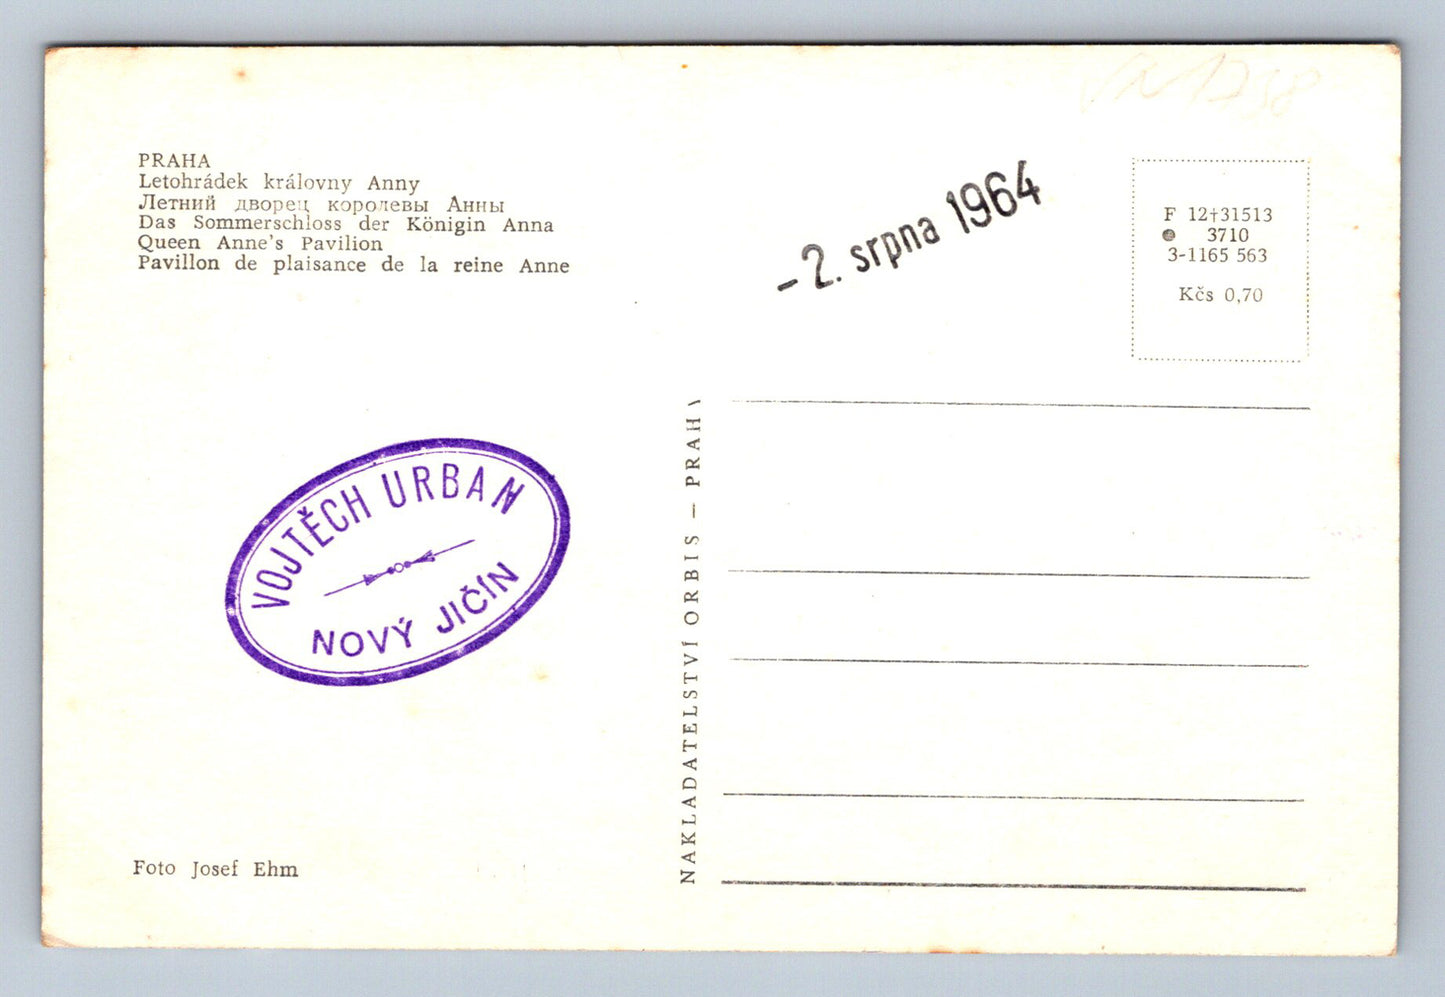 PRAHA
Letohrádek královny Anny
Летний дворец королевы Анны
Das Sommerschloss der Königin Anna
Queen Anne's Pavilion
Pavillon de plaisance de la reine Anne
-2. srpna 1964
F 12†31513
3710
3-1165 563
Kčs 0,70
VOJTĚCH URBAN
NOVÝ JIČÍN
NAKLADATELSTVÍ ORBIS — PRAHA
Foto Josef Ehm